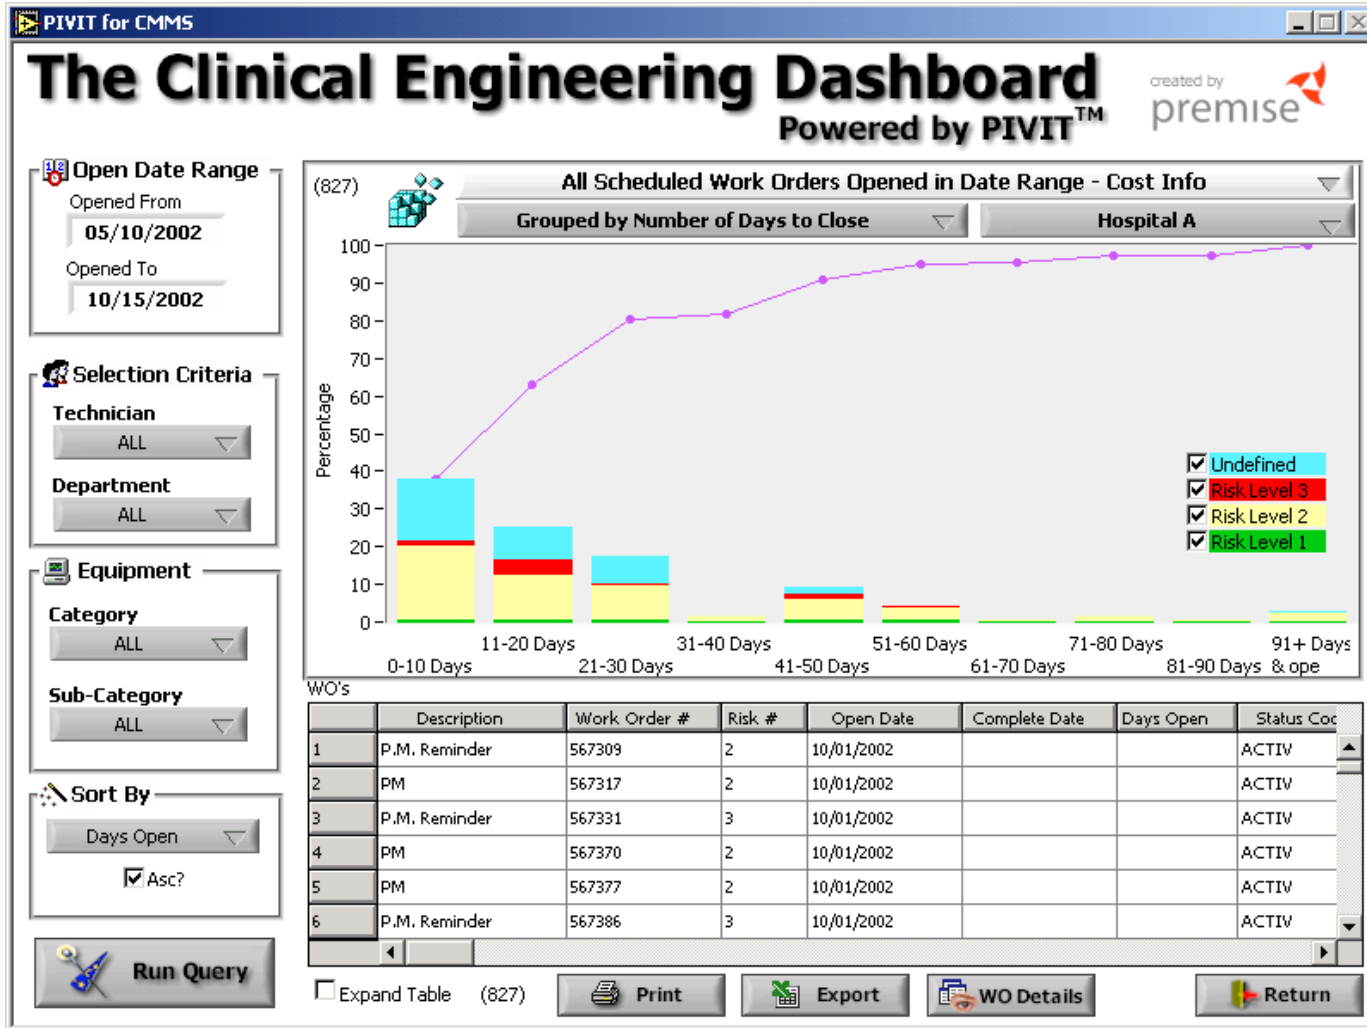 PIVIT for CMMS
The Clinical Engineering Dashboard
Powered by PIVIT™
created by
premise
Open Date Range
Opened From
05/10/2002
Opened To
10/15/2002
Selection Criteria
Technician
ALL
Department
ALL
Equipment
Category
ALL
Sub-Category
ALL
Sort By
Days Open
Asc?
Run Query
(827)
All Scheduled Work Orders Opened in Date Range - Cost Info
Grouped by Number of Days to Close
Hospital A
Percentage
100
90
80
70
60
50
40
30
20
10
0
Undefined
Risk Level 3
Risk Level 2
Risk Level 1
11-20 Days 31-40 Days 51-60 Days 71-80 Days 91+ Days
0-10 Days 21-30 Days 41-50 Days 61-70 Days 81-90 Days & ope
WO's
Description Work Order # Risk # Open Date Complete Date Days Open Status Coc
1 P.M. Reminder 567309 2 10/01/2002 ACTIV
2 PM 567317 2 10/01/2002 ACTIV
3 P.M. Reminder 567331 3 10/01/2002 ACTIV
4 PM 567370 2 10/01/2002 ACTIV
5 PM 567377 2 10/01/2002 ACTIV
6 P.M. Reminder 567386 3 10/01/2002 ACTIV
Expand Table (827) Print Export WO Details Return